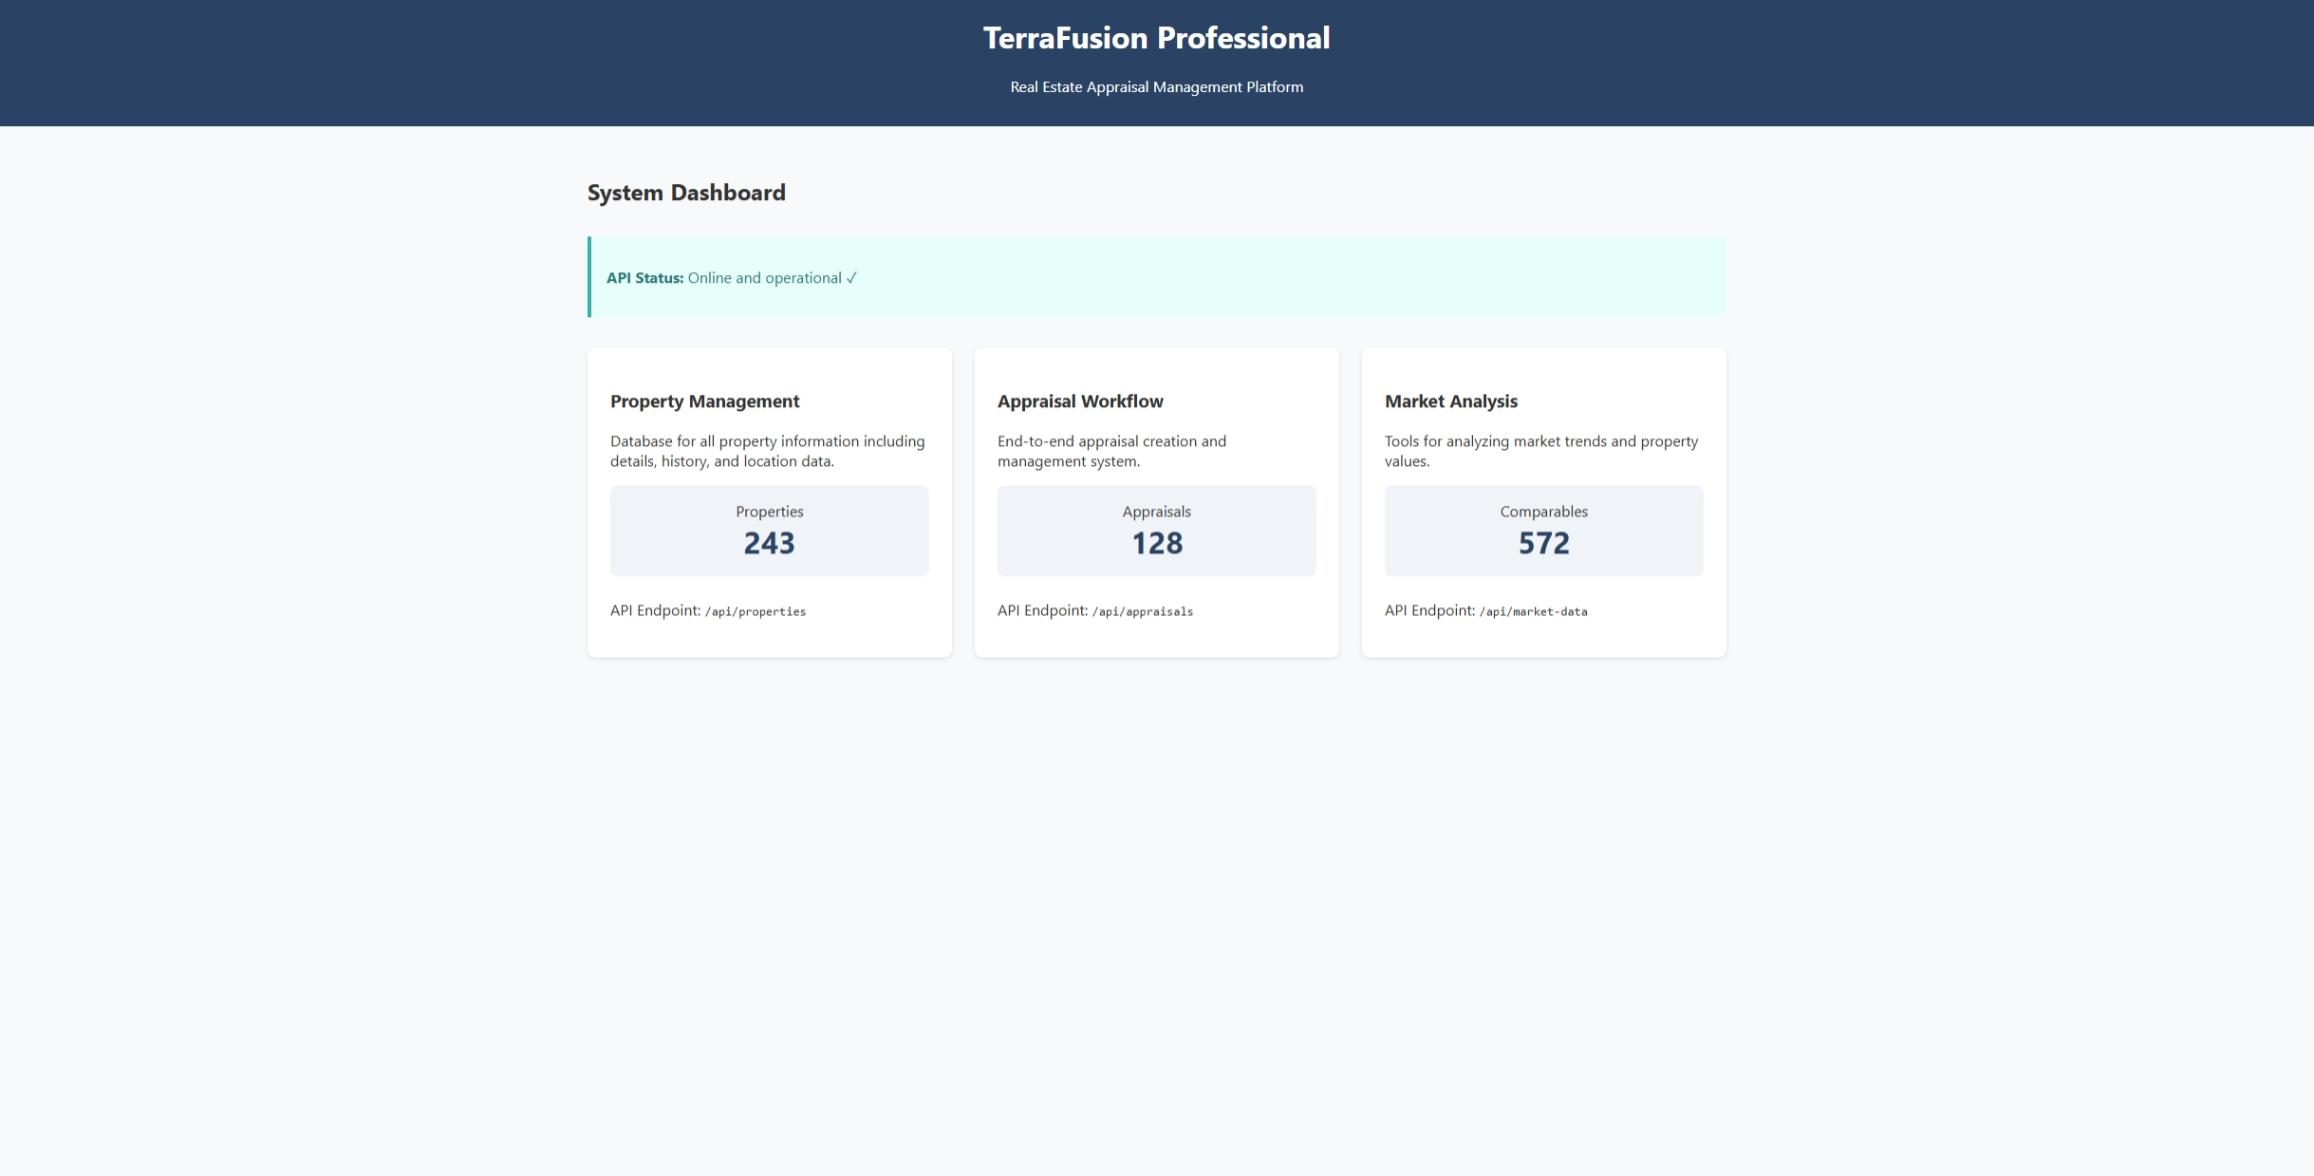 TerraFusion Professional
Real Estate Appraisal Management Platform
System Dashboard
API Status: Online and operational ✓
Property Management
Database for all property information including
details, history, and location data.
Properties
243
API Endpoint: /api/properties
Appraisal Workflow
End-to-end appraisal creation and
management system.
Appraisals
128
API Endpoint: /api/appraisals
Market Analysis
Tools for analyzing market trends and property
values.
Comparables
572
API Endpoint: /api/market-data